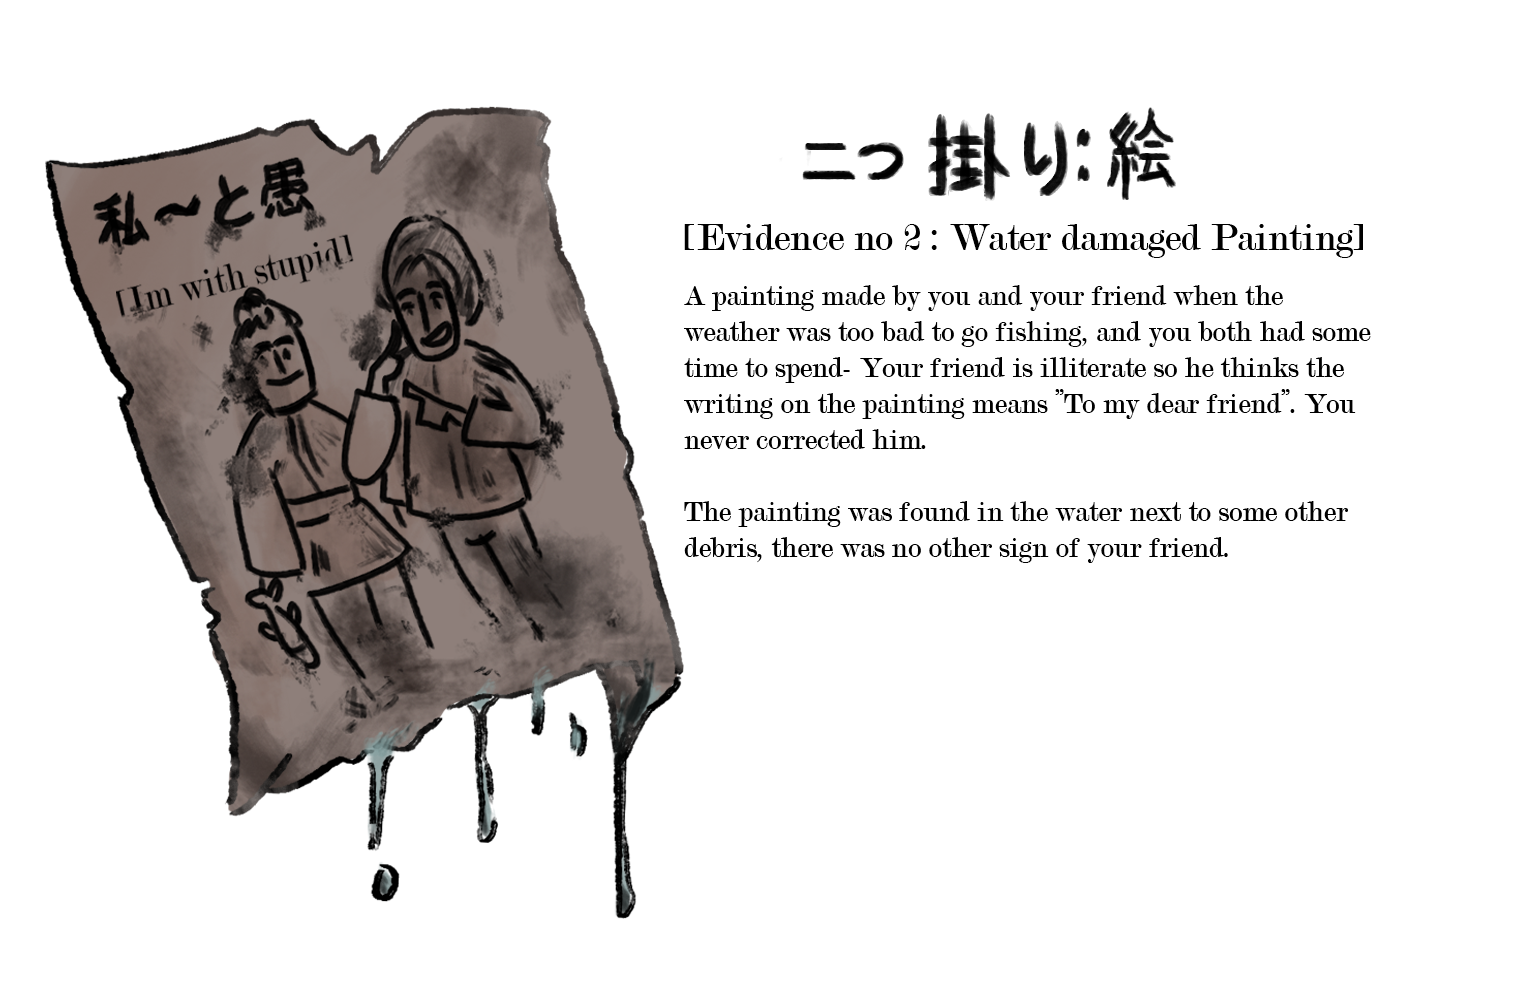 私〜と愚
[Im with stupid]
二つ掛り:絵
[Evidence no 2 : Water damaged Painting]
A painting made by you and your friend when the
weather was too bad to go fishing, and you both had some
time to spend- Your friend is illiterate so he thinks the
writing on the painting means "To my dear friend". You
never corrected him.
The painting was found in the water next to some other
debris, there was no other sign of your friend.